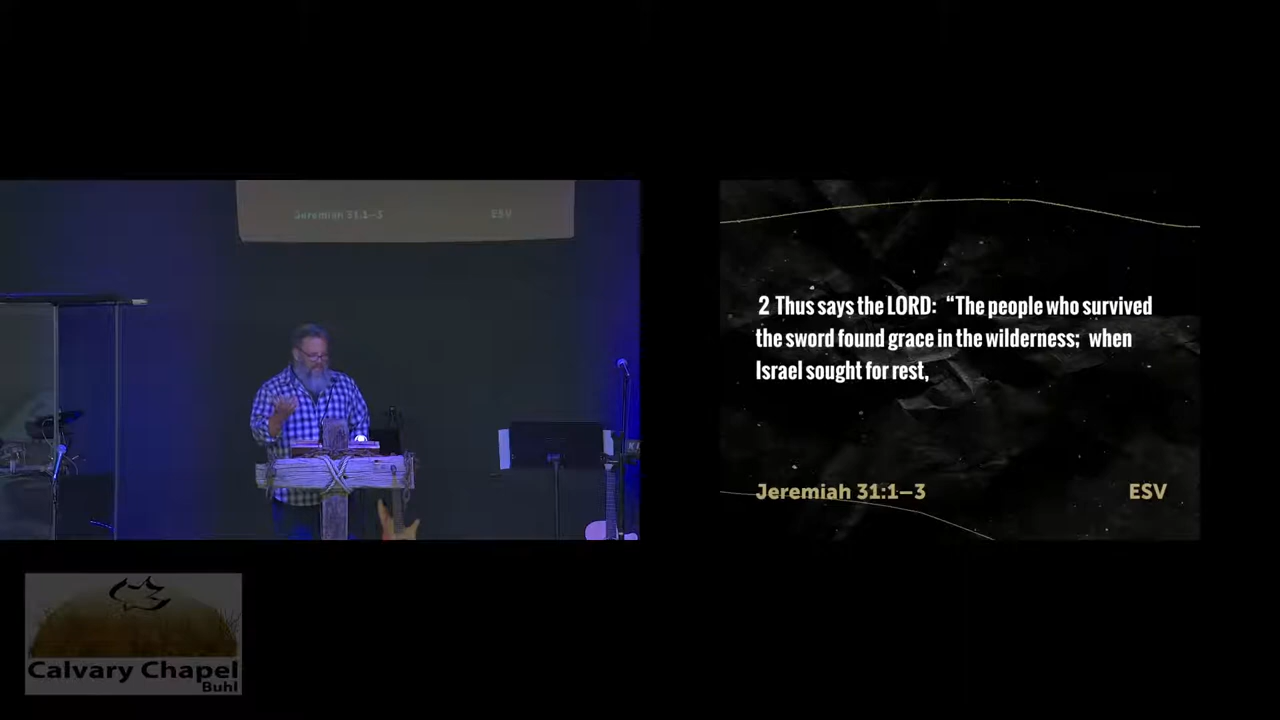 Jeremiah 31:1–3 ESV
2 Thus says the LORD: “The people who survived
the sword found grace in the wilderness; when
Israel sought for rest,
Jeremiah 31:1–3 ESV
Calvary Chapel
Buhl